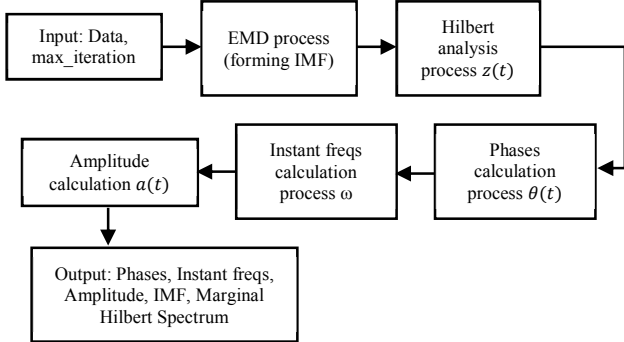 Input: Data,
max_iteration
EMD process
(forming IMF)
Hilbert
analysis
process z(t)
Phases
calculation
process θ(t)
Instant freqs
calculation
process ω
Amplitude
calculation a(t)
Output: Phases, Instant freqs,
Amplitude, IMF, Marginal
Hilbert Spectrum